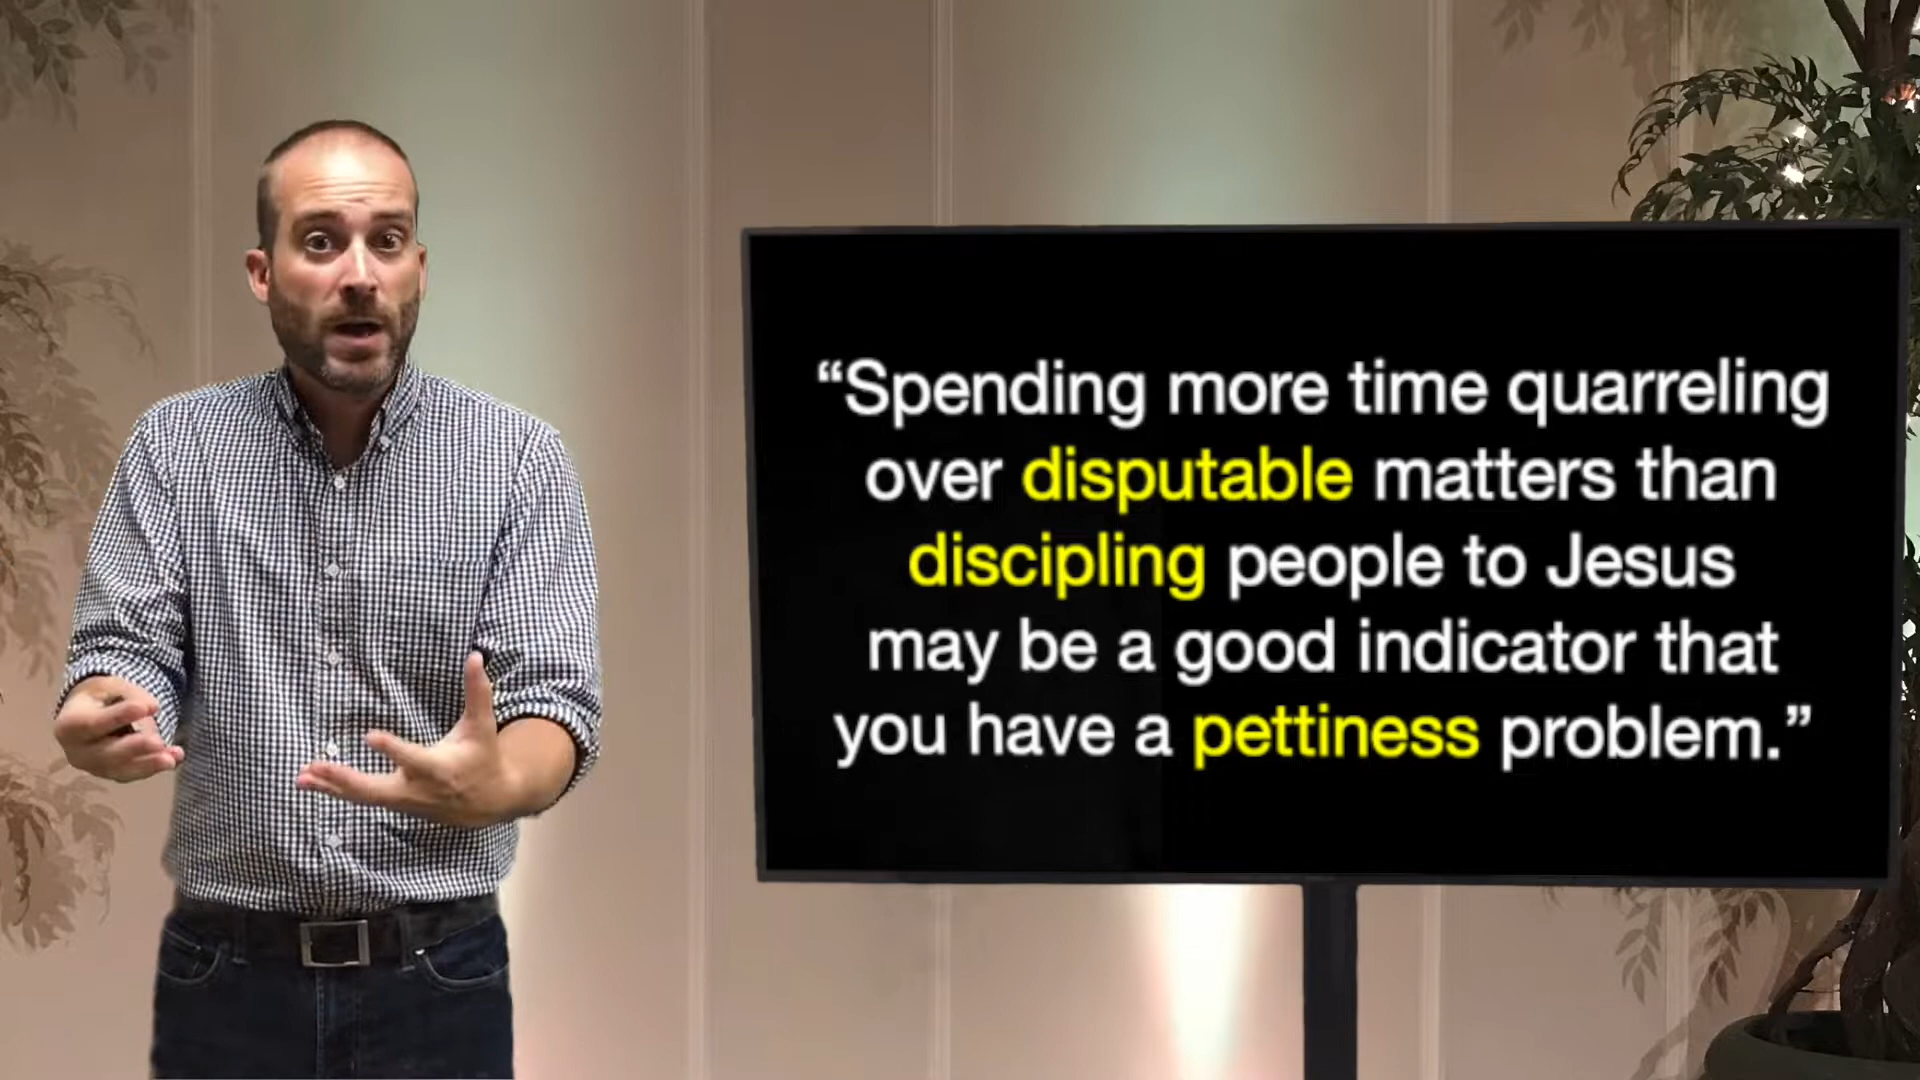 “Spending more time quarreling
over disputable matters than
discipling people to Jesus
may be a good indicator that
you have a pettiness problem.”